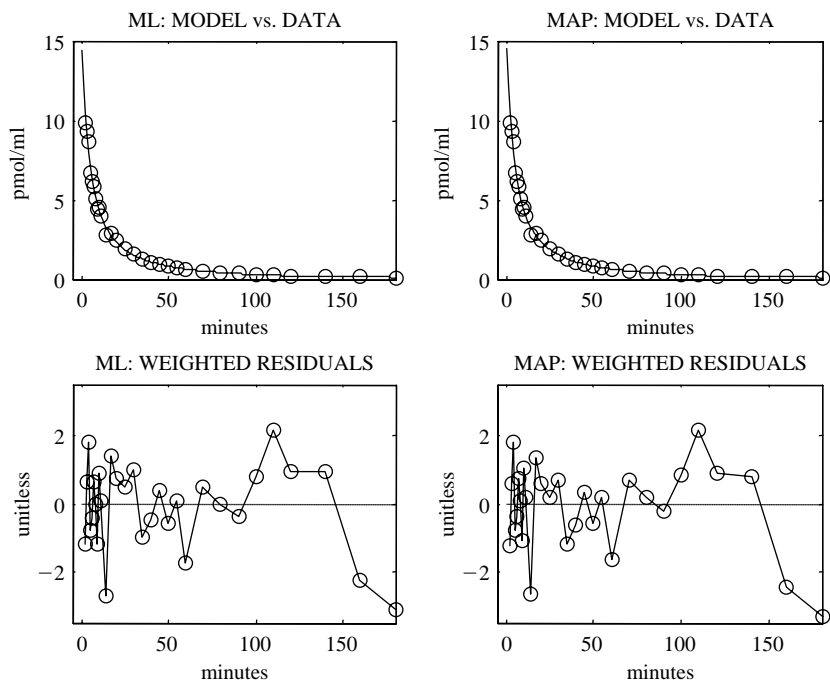 ML: MODEL vs. DATA
15
10
5
0
pmol/ml
0
50
100
150
minutes
MAP: MODEL vs. DATA
15
10
5
0
pmol/ml
0
50
100
150
minutes
ML: WEIGHTED RESIDUALS
2
0
−2
unitless
0
50
100
150
minutes
MAP: WEIGHTED RESIDUALS
2
0
−2
unitless
0
50
100
150
minutes